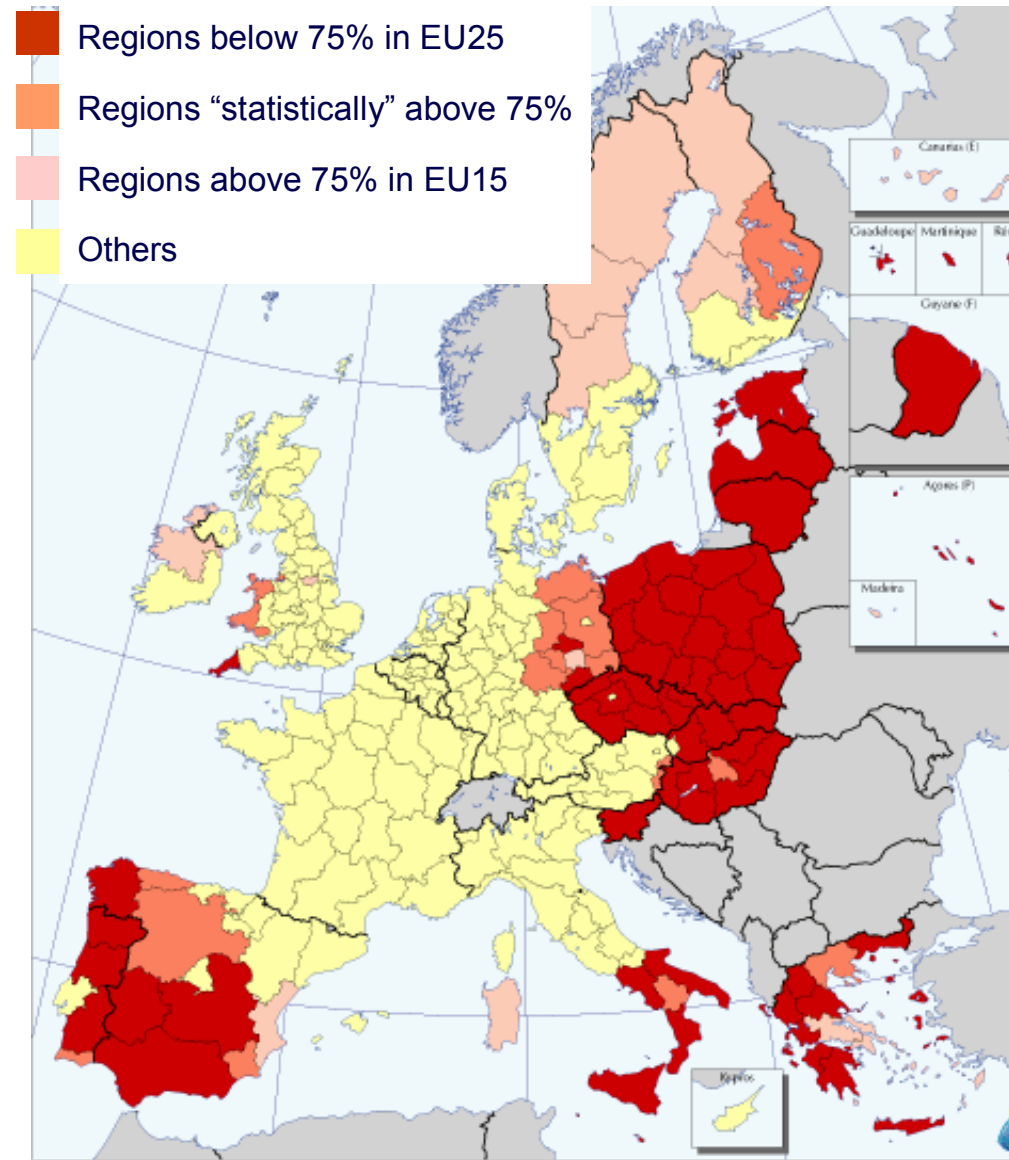 Regions below 75% in EU25
Regions “statistically” above 75%
Regions above 75% in EU15
Others
Canarias (E)
Guadeloupe Martinique Ré
Guyane (F)
Açores (P)
Madeira
Kypros